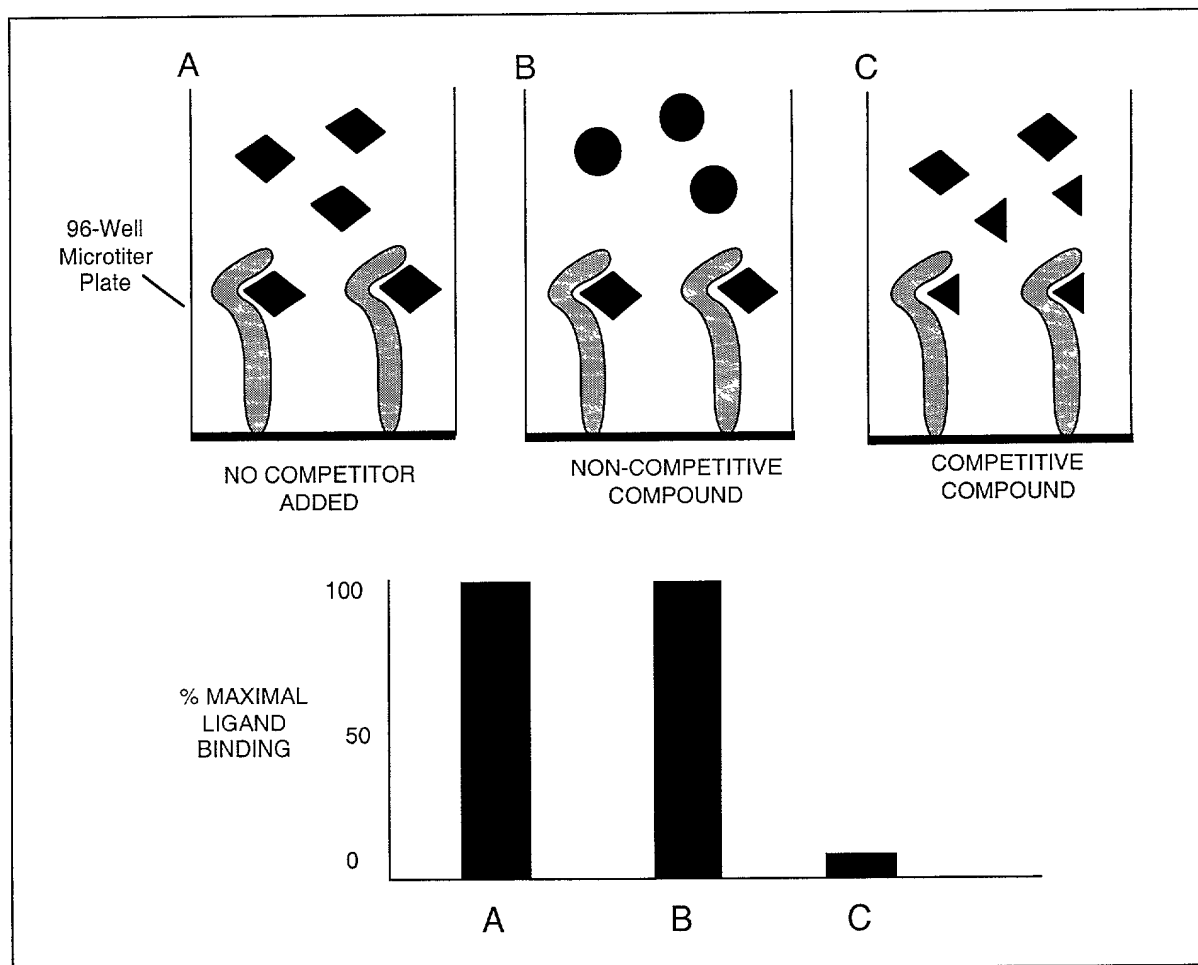 A
B
C
96-Well
Microtiter
Plate
NO COMPETITOR
ADDED
NON-COMPETITIVE
COMPOUND
COMPETITIVE
COMPOUND
100
% MAXIMAL
LIGAND
BINDING
50
0
A
B
C